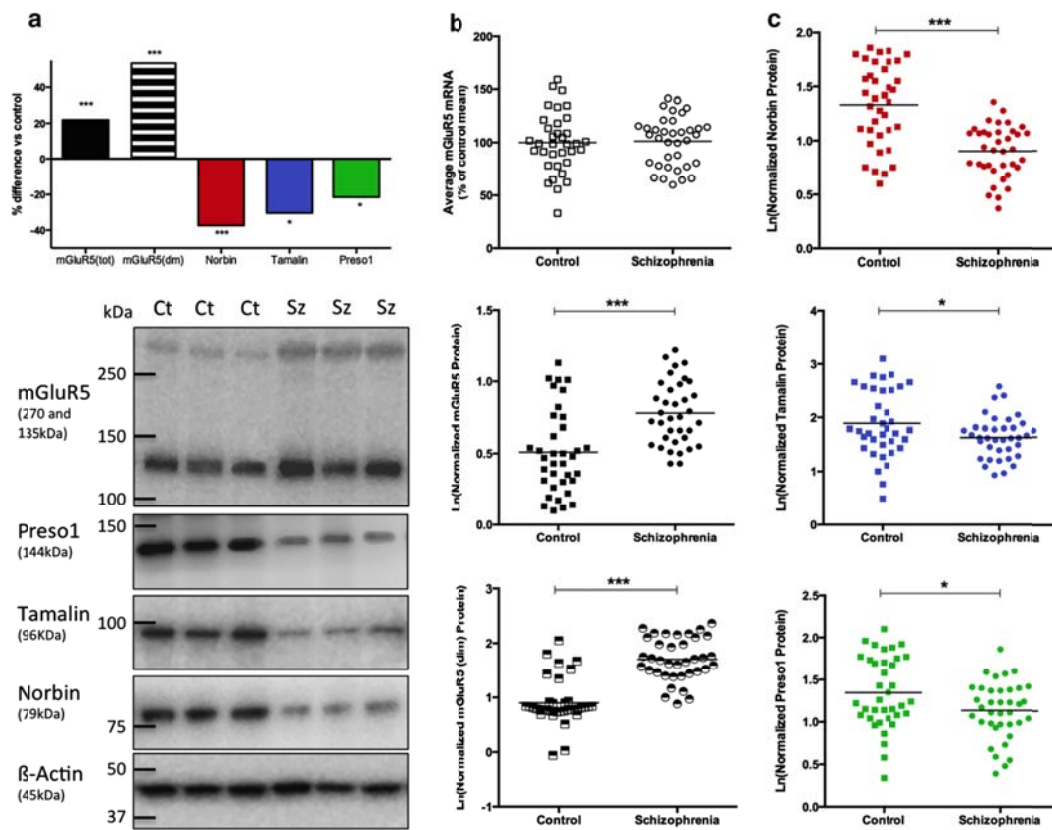 a
% difference vs control
20
0
-20
-40
***
***
***
*
*
mGluR5(tot) mGluR5(dm) Norbin Tamalin Preso1
kDa Ct Ct Ct Sz Sz Sz
mGluR5
(270 and
135kDa)
250
150
100
Preso1
(144kDa)
150
Tamalin
(96KDa)
100
Norbin
(79kDa)
75
ß-Actin
(45kDa)
50
37
b
Average mGluR5 mRNA
(% of control mean)
200
150
100
50
0
Control Schizophrenia
Ln(Normalized mGluR5 Protein)
1.5
1.0
0.5
0.0
***
Control Schizophrenia
Ln(Normalized mGluR5 (dim) Protein)
3
2
1
0
-1
***
Control Schizophrenia
c
Ln(Normalized Norbin Protein)
2.0
1.5
1.0
0.5
0.0
***
Control Schizophrenia
Ln(Normalized Tamalin Protein)
4
3
2
1
0
*
Control Schizophrenia
Ln(Normalized Preso1 Protein)
2.5
2.0
1.5
1.0
0.5
0.0
*
Control Schizophrenia